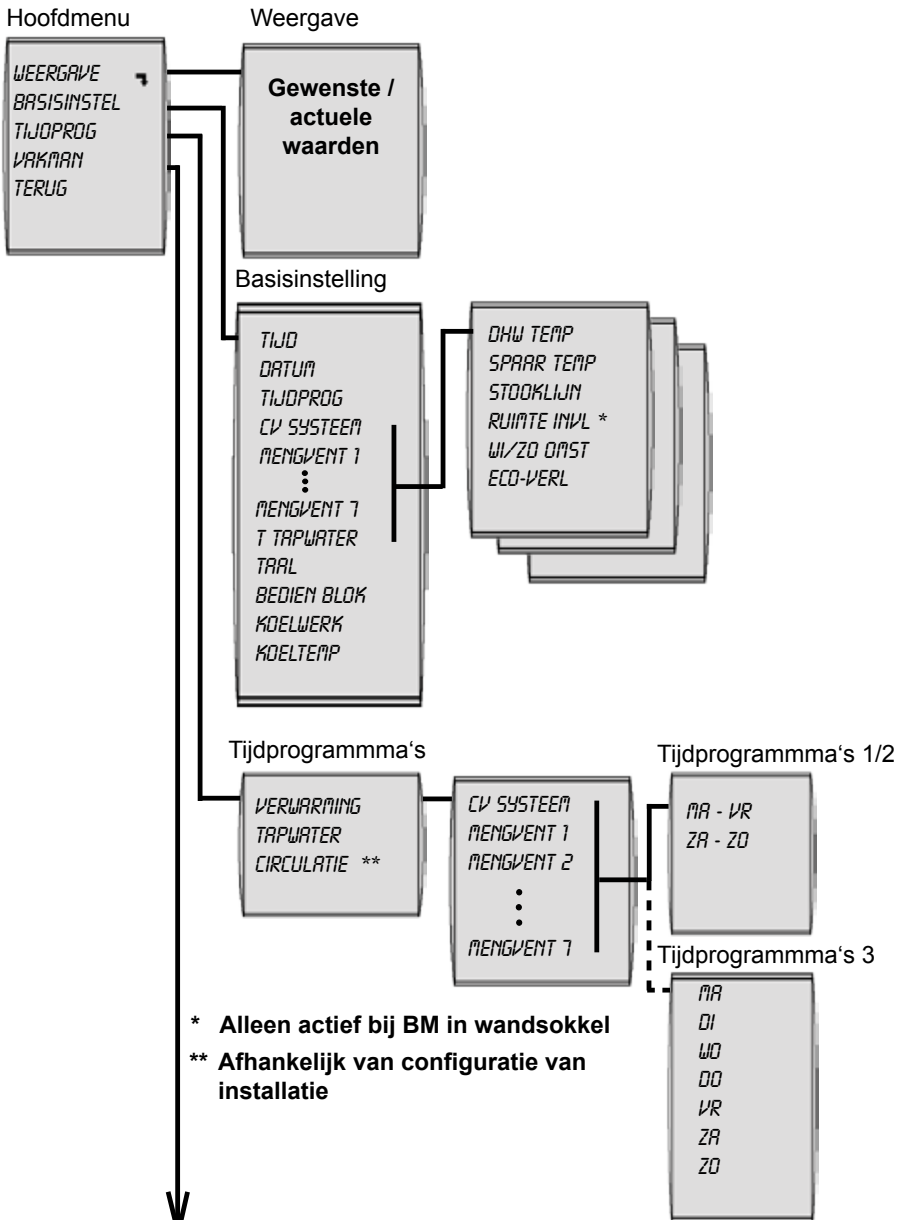 Hoofdmenu
WEERGAVE
BASISINSTEL
TIJDPROG
VAKMAN
TERUG
Weergave
Gewenste /
actuele
waarden
Basisinstelling
TIJD
DATUM
TIJDPROG
CV SYSTEEM
MENGVENT 1
MENGVENT 7
T TAPWATER
TAAL
BEDIEN BLOK
KOELWERK
KOELTEMP
DHW TEMP
SPAAR TEMP
STOOKLIJN
RUIMTE INVL *
WI/ZO OMST
ECO-VERL
Tijdprogrammma‘s
VERWARMING
TAPWATER
CIRCULATIE **
CV SYSTEEM
MENGVENT 1
MENGVENT 2
MENGVENT 7
Tijdprogrammma‘s 1/2
MA - VR
ZA - ZO
Tijdprogrammma‘s 3
MA
DI
WO
DO
VR
ZA
ZO
* Alleen actief bij BM in wandsokkel
** Afhankelijk van configuratie van
installatie